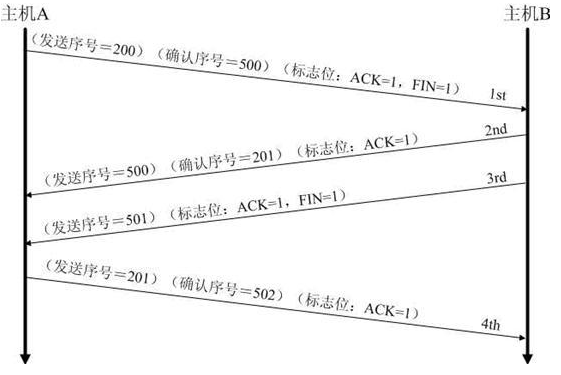 主机A
主机B
(发送序号=200)(确认序号=500)(标志位:ACK=1,FIN=1)
1st
2nd
(发送序号=500)(确认序号=201)(标志位:ACK=1)
3rd
(发送序号=501)(标志位:ACK=1,FIN=1)
(发送序号=201)(确认序号=502)(标志位:ACK=1)
4th